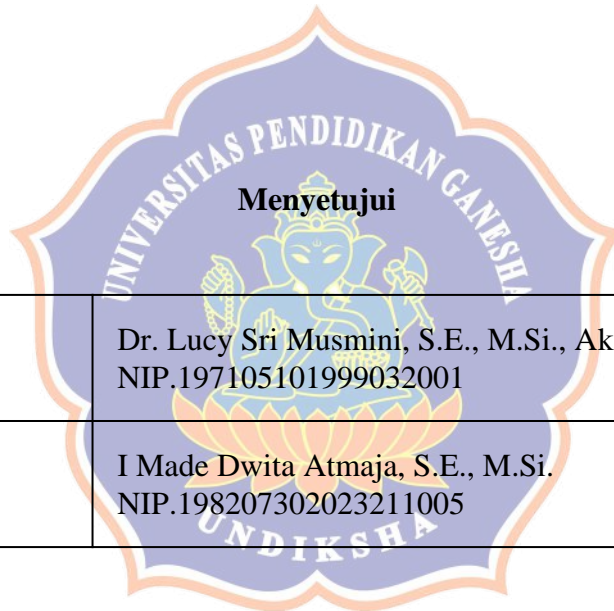 UNIVERSITAS PENDIDIKAN GANESHA
Menyetujui
Dr. Lucy Sri Musmini, S.E., M.Si., Ak
NIP.197105101999032001
I Made Dwita Atmaja, S.E., M.Si.
NIP.198207302023211005
UNDIKSHA